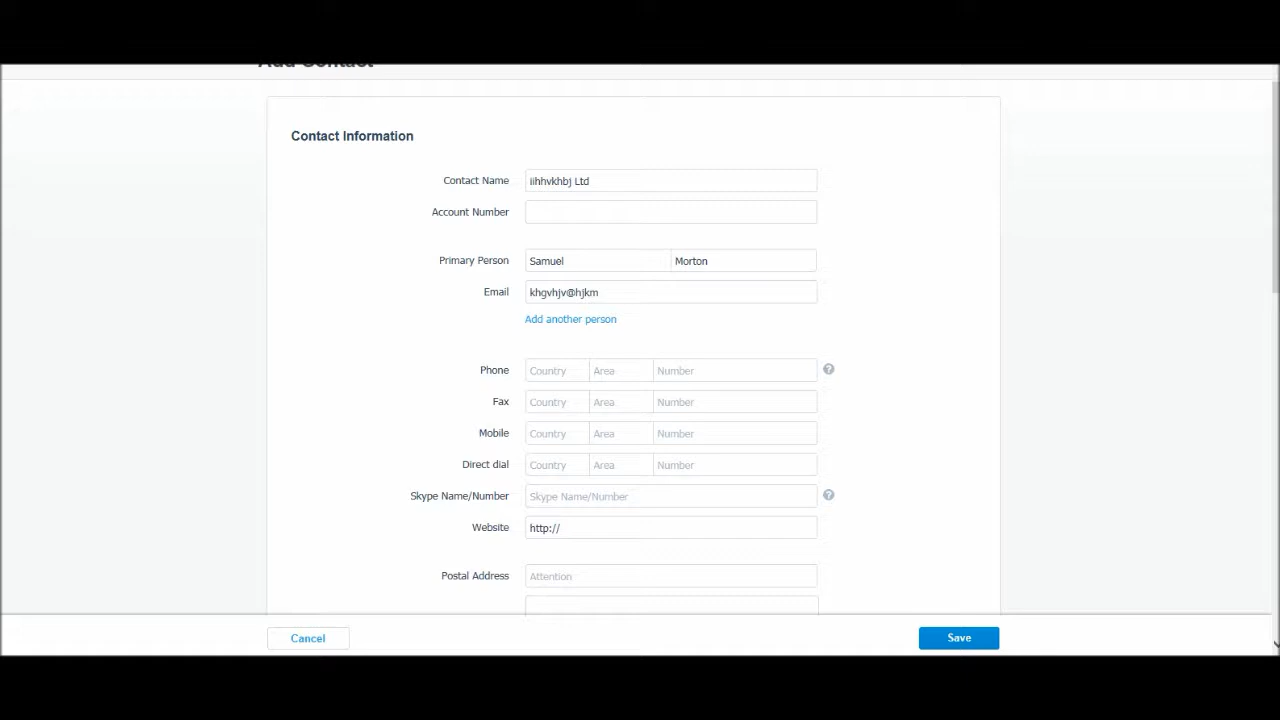 Add Contact
Contact Information
Contact Name iihhvkhbj Ltd
Account Number
Primary Person Samuel Morton
Email khgvhjv@hjkm
Add another person
Phone Country Area Number ?
Fax Country Area Number
Mobile Country Area Number
Direct dial Country Area Number
Skype Name/Number Skype Name/Number ?
Website http://
Postal Address Attention
Cancel Save